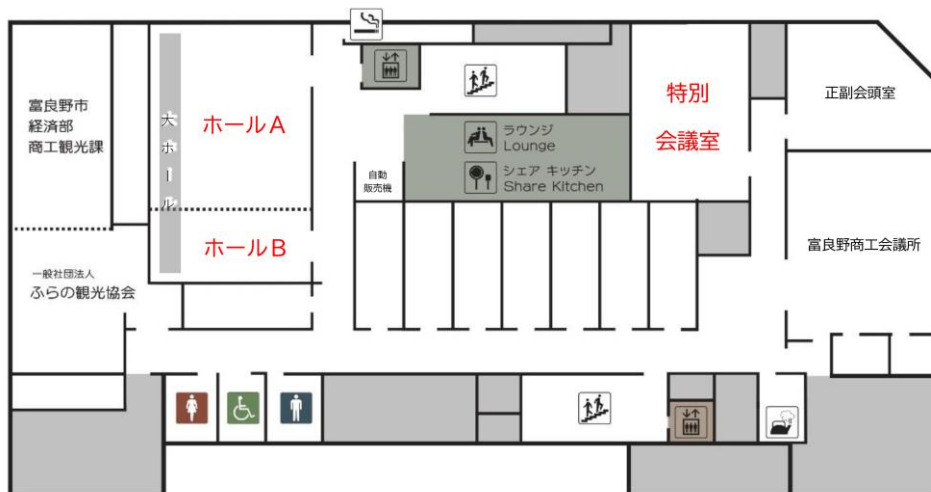 富良野市
経済部
商工観光課
大ホール
ホールA
ホールB
一般社団法人
ふらの観光協会
ラウンジ
Lounge
シェア キッチン
Share Kitchen
自動
販売機
特別
会議室
正副会頭室
富良野商工会議所